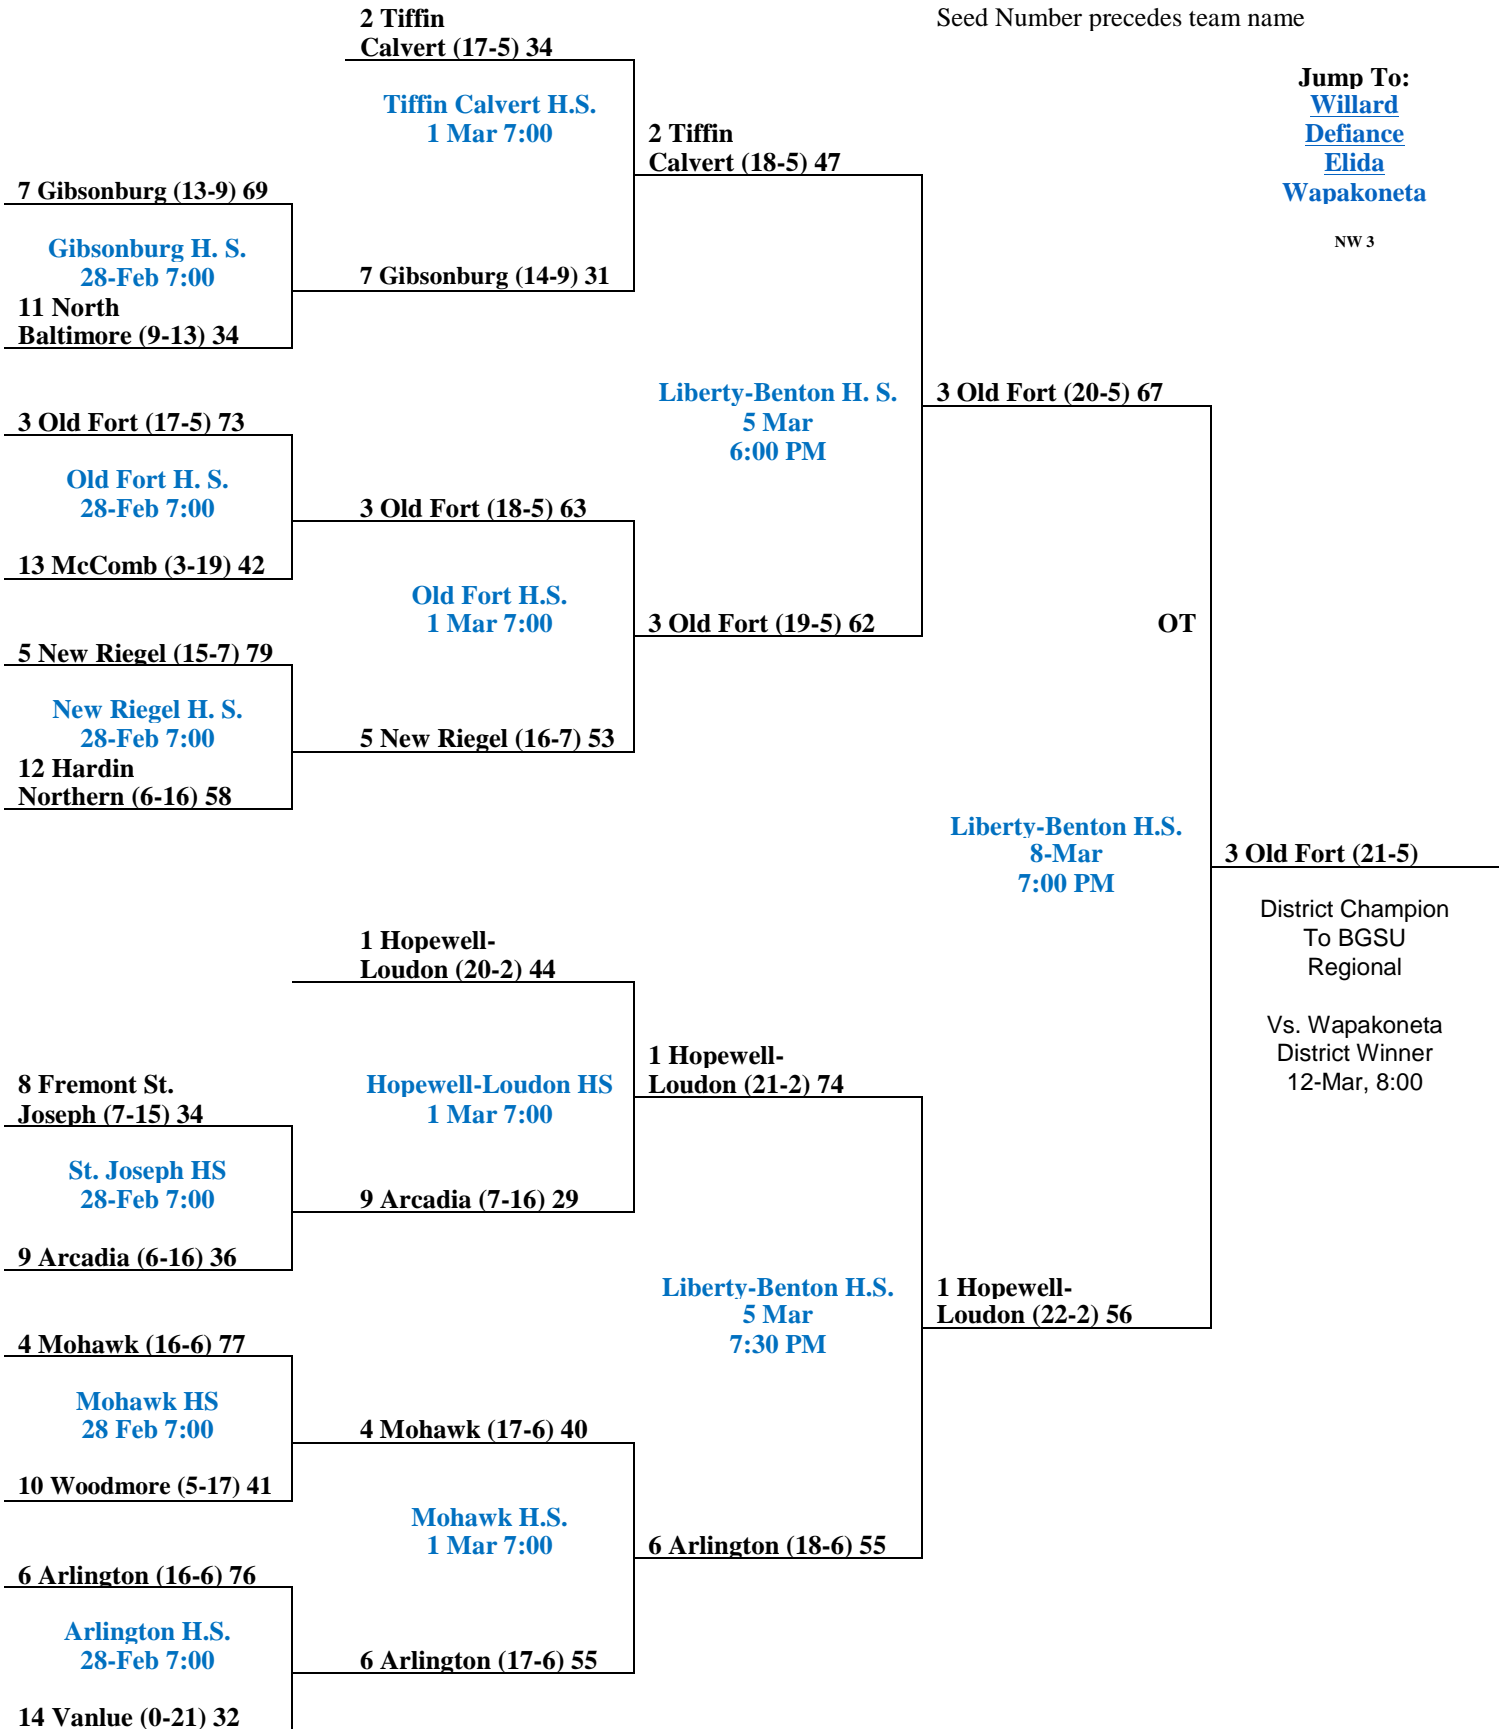 2 Tiffin
Calvert (17-5) 34
Seed Number precedes team name
Jump To:
Willard
Defiance
Elida
Wapakoneta
NW 3
Tiffin Calvert H.S.
1 Mar 7:00
2 Tiffin
Calvert (18-5) 47
7 Gibsonburg (13-9) 69
Gibsonburg H. S.
28-Feb 7:00
7 Gibsonburg (14-9) 31
11 North
Baltimore (9-13) 34
Liberty-Benton H. S.
5 Mar
6:00 PM
3 Old Fort (20-5) 67
3 Old Fort (17-5) 73
Old Fort H. S.
28-Feb 7:00
3 Old Fort (18-5) 63
13 McComb (3-19) 42
Old Fort H.S.
1 Mar 7:00
3 Old Fort (19-5) 62
OT
5 New Riegel (15-7) 79
New Riegel H. S.
28-Feb 7:00
5 New Riegel (16-7) 53
12 Hardin
Northern (6-16) 58
Liberty-Benton H.S.
8-Mar
7:00 PM
3 Old Fort (21-5)
District Champion
To BGSU
Regional
Vs. Wapakoneta
District Winner
12-Mar, 8:00
1 Hopewell-
Loudon (20-2) 44
1 Hopewell-
Loudon (21-2) 74
8 Fremont St.
Joseph (7-15) 34
Hopewell-Loudon HS
1 Mar 7:00
St. Joseph HS
28-Feb 7:00
9 Arcadia (7-16) 29
9 Arcadia (6-16) 36
Liberty-Benton H.S.
5 Mar
7:30 PM
1 Hopewell-
Loudon (22-2) 56
4 Mohawk (16-6) 77
Mohawk HS
28 Feb 7:00
4 Mohawk (17-6) 40
10 Woodmore (5-17) 41
Mohawk H.S.
1 Mar 7:00
6 Arlington (18-6) 55
6 Arlington (16-6) 76
Arlington H.S.
28-Feb 7:00
6 Arlington (17-6) 55
14 Vanlue (0-21) 32